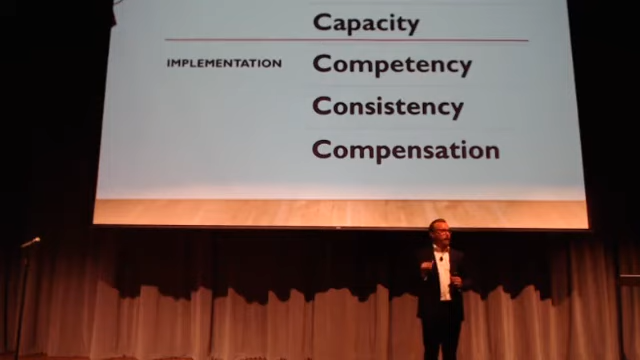 Capacity
IMPLEMENTATION Competency
Consistency
Compensation